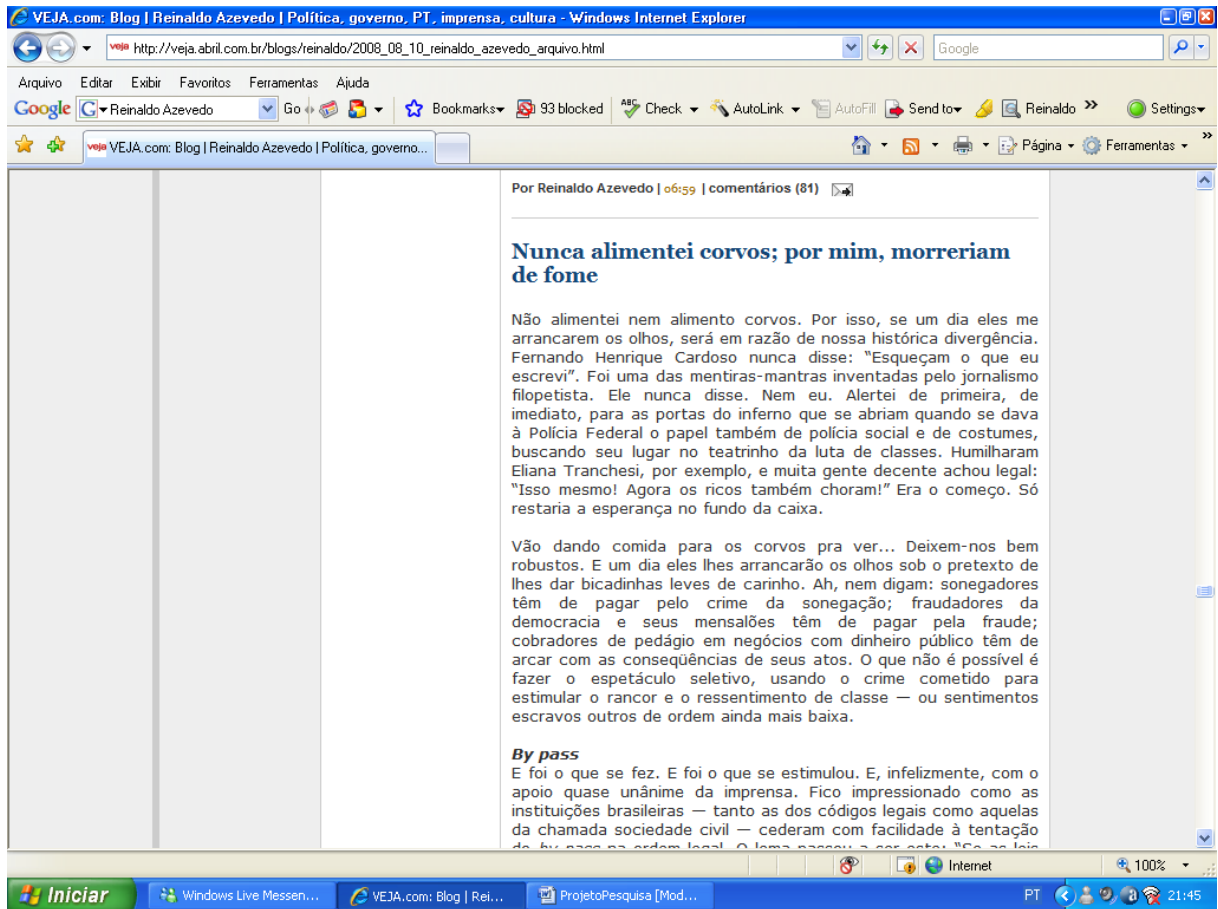 VEJA.com: Blog | Reinaldo Azevedo | Política, governo, PT, imprensa, cultura - Windows Internet Explorer
veja http://veja.abril.com.br/blogs/reinaldo/2008_08_10_reinaldo_azevedo_arquivo.html
Google
Arquivo Editar Exibir Favoritos Ferramentas Ajuda
Google G Reinaldo Azevedo Go Bookmarks 93 blocked ABC Check AutoLink AutoFill Send to Reinaldo » Settings
veja VEJA.com: Blog | Reinaldo Azevedo | Política, governo... Página Ferramentas »
Por Reinaldo Azevedo | 06:59 | comentários (81)
Nunca alimentei corvos; por mim, morreriam
de fome
Não alimentei nem alimento corvos. Por isso, se um dia eles me
arrancarem os olhos, será em razão de nossa histórica divergência.
Fernando Henrique Cardoso nunca disse: “Esqueçam o que eu
escrevi”. Foi uma das mentiras-mantras inventadas pelo jornalismo
filopetista. Ele nunca disse. Nem eu. Alertei de primeira, de
imediato, para as portas do inferno que se abriam quando se dava
à Polícia Federal o papel também de polícia social e de costumes,
buscando seu lugar no teatrinho da luta de classes. Humilharam
Eliana Tranchesi, por exemplo, e muita gente decente achou legal:
“Isso mesmo! Agora os ricos também choram!” Era o começo. Só
restaria a esperança no fundo da caixa.
Vão dando comida para os corvos pra ver... Deixem-nos bem
robustos. E um dia eles lhes arrancarão os olhos sob o pretexto de
lhes dar bicadinhas leves de carinho. Ah, nem digam: sonegadores
têm de pagar pelo crime da sonegação; fraudadores da
democracia e seus mensalões têm de pagar pela fraude;
cobradores de pedágio em negócios com dinheiro público têm de
arcar com as conseqüências de seus atos. O que não é possível é
fazer o espetáculo seletivo, usando o crime cometido para
estimular o rancor e o ressentimento de classe — ou sentimentos
escravos outros de ordem ainda mais baixa.
By pass
E foi o que se fez. E foi o que se estimulou. E, infelizmente, com o
apoio quase unânime da imprensa. Fico impressionado como as
instituições brasileiras — tanto as dos códigos legais como aquelas
da chamada sociedade civil — cederam com facilidade à tentação
do by pass na ordem legal. O lema passou a ser este: “Se as leis
Internet 100%
Iniciar Windows Live Messen... VEJA.com: Blog | Rei... ProjetoPesquisa [Mod... PT 21:45